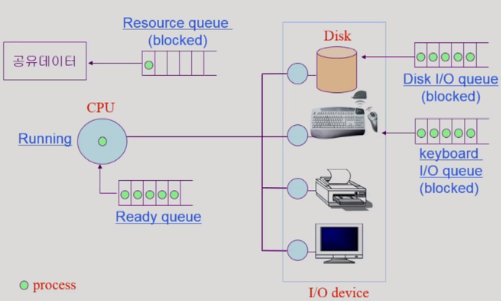 Resource queue
(blocked)
공유데이터
Disk
Disk I/O queue
(blocked)
CPU
Running
keyboard
I/O queue
(blocked)
Ready queue
process
I/O device